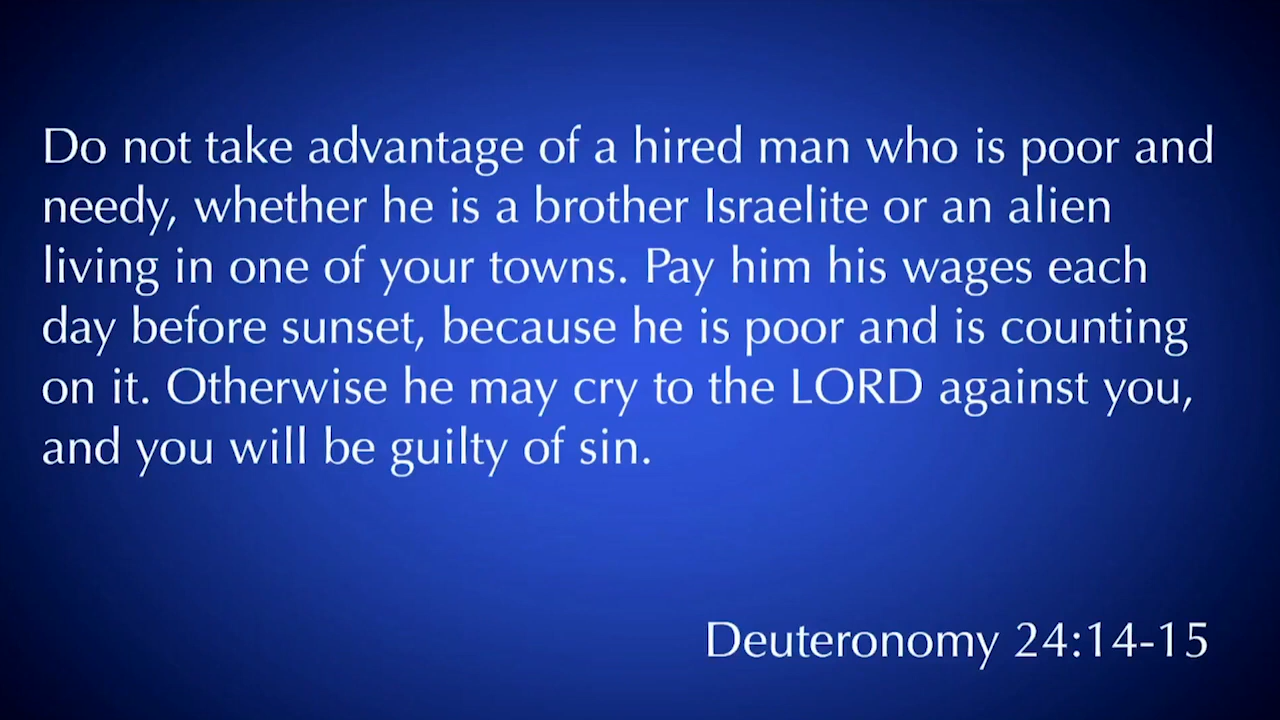 Do not take advantage of a hired man who is poor and
needy, whether he is a brother Israelite or an alien
living in one of your towns. Pay him his wages each
day before sunset, because he is poor and is counting
on it. Otherwise he may cry to the LORD against you,
and you will be guilty of sin.
Deuteronomy 24:14-15